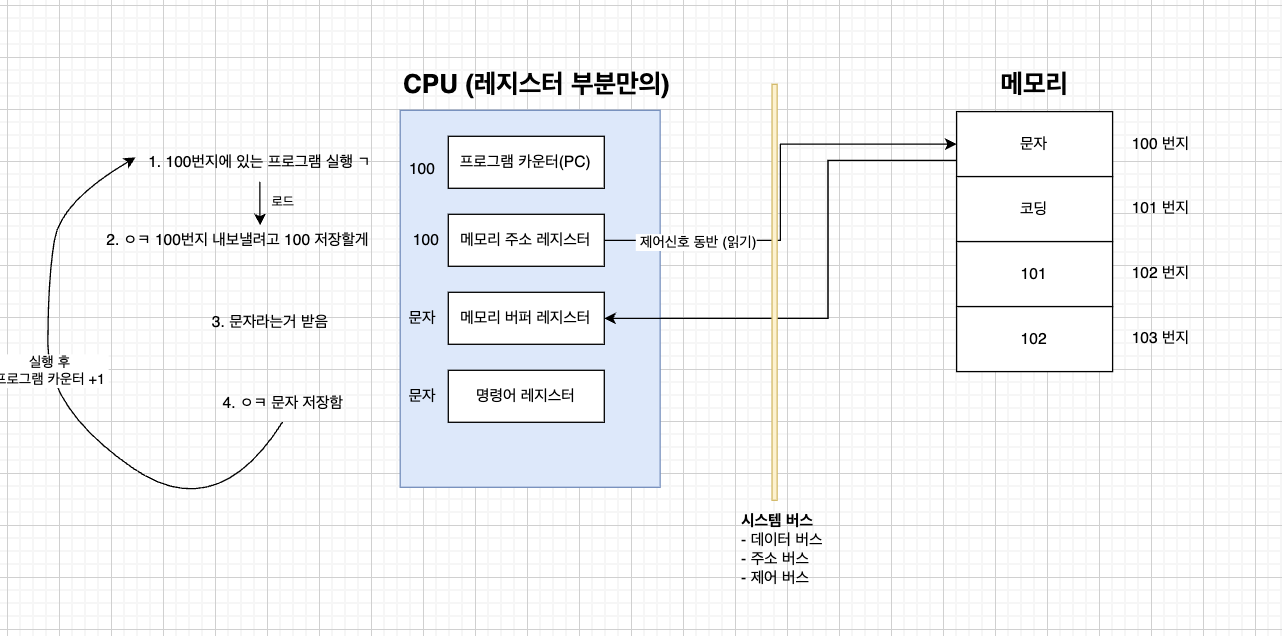 CPU (레지스터 부분만의)
메모리
1. 100번지에 있는 프로그램 실행 ㄱ
로드
2. ㅇㅋ 100번지 내보낼려고 100 저장할게
3. 문자라는거 받음
4. ㅇㅋ 문자 저장함
실행 후
프로그램 카운터 +1
100
프로그램 카운터(PC)
100
메모리 주소 레지스터
제어신호 동반 (읽기)
문자
메모리 버퍼 레지스터
문자
명령어 레지스터
문자
100 번지
코딩
101 번지
101
102 번지
102
103 번지
시스템 버스
- 데이터 버스
- 주소 버스
- 제어 버스